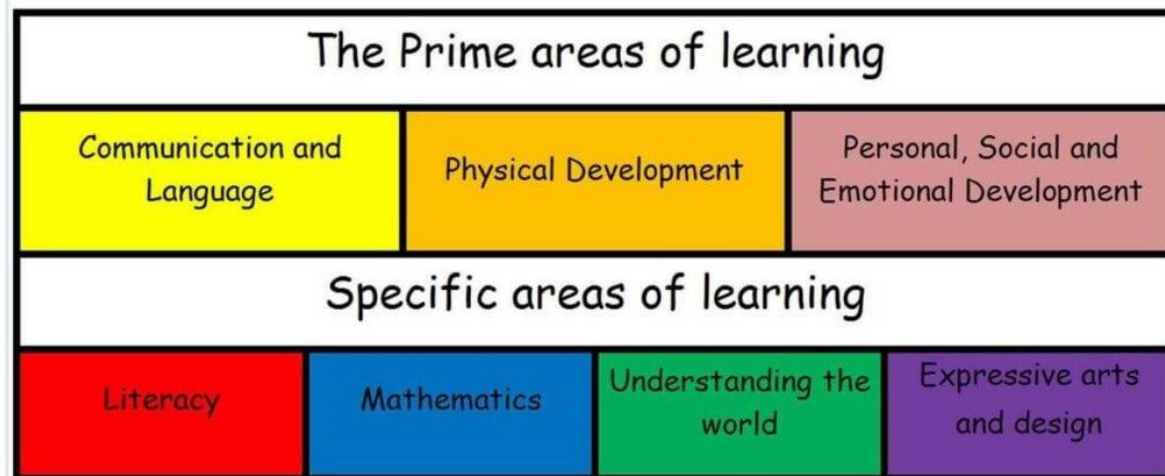 The Prime areas of learning
Communication and
Language
Physical Development
Personal, Social and
Emotional Development
Specific areas of learning
Literacy
Mathematics
Understanding the
world
Expressive arts
and design